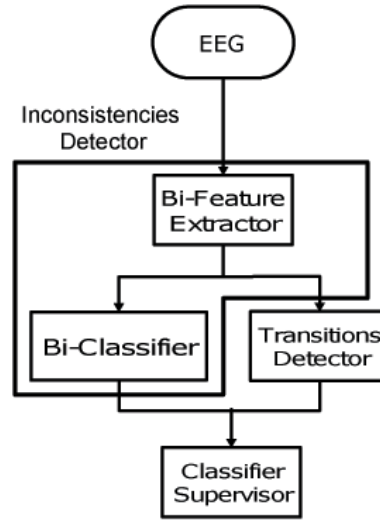 EEG
Inconsistencies
Detector
Bi-Feature
Extractor
Bi-Classifier
Transitions
Detector
Classifier
Supervisor